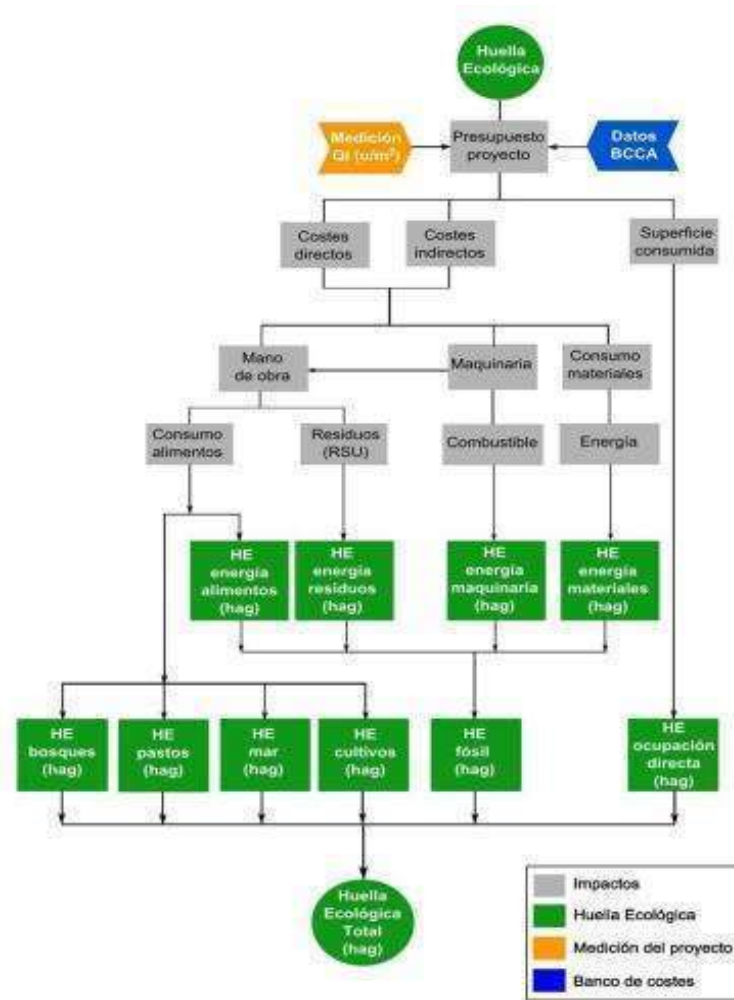 Huella
Ecológica
Medición
QI (u/m²)
Presupuesto
proyecto
Datos
BCCA
Costes
directos
Costes
indirectos
Superficie
consumida
Mano
de obra
Maquinaria
Consumo
materiales
Consumo
alimentos
Residuos
(RSU)
Combustible
Energía
HE
energía
alimentos
(hag)
HE
energía
residuos
(hag)
HE
energía
maquinaria
(hag)
HE
energía
materiales
(hag)
HE
bosques
(hag)
HE
pastos
(hag)
HE
mar
(hag)
HE
cultivos
(hag)
HE
fósil
(hag)
HE
ocupación
directa
(hag)
Huella
Ecológica
Total
(hag)
Impactos
Huella Ecológica
Medición del proyecto
Banco de costes